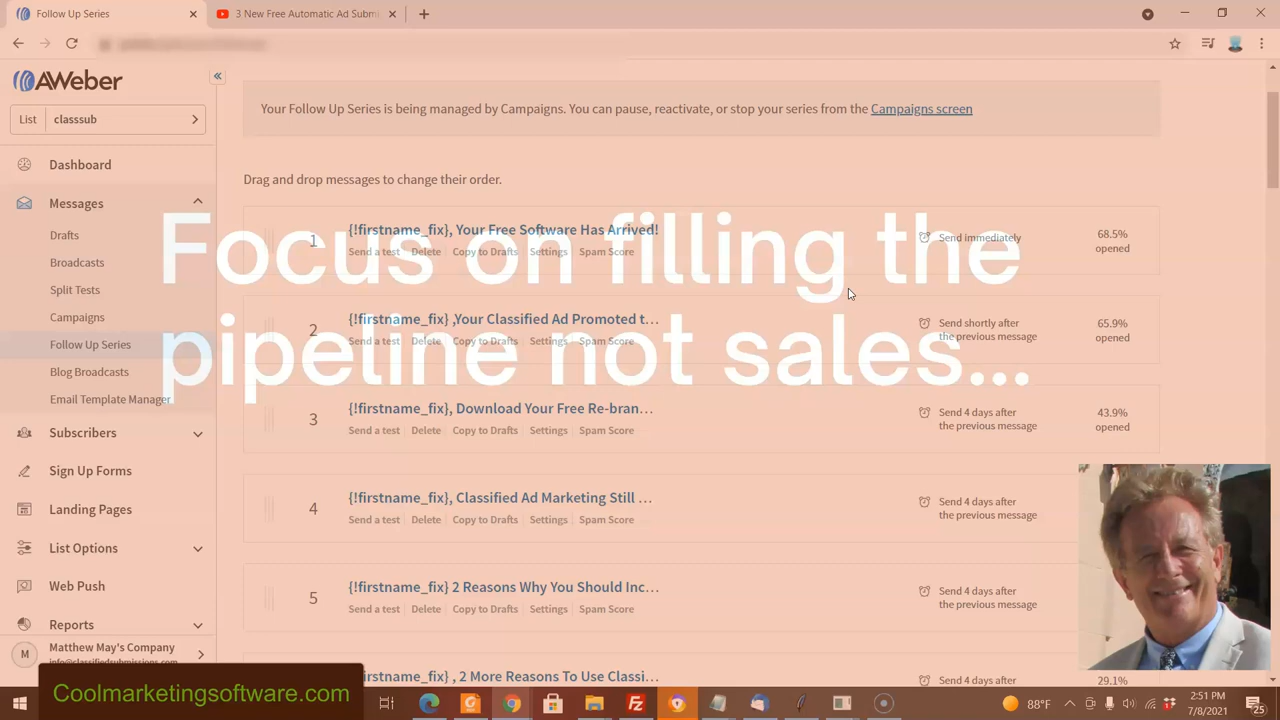 Follow Up Series
3 New Free Automatic Ad Subm
AWeber
List classsub
Dashboard
Messages
Drafts
Broadcasts
Split Tests
Campaigns
Follow Up Series
Blog Broadcasts
Email Template Manager
Subscribers
Sign Up Forms
Landing Pages
List Options
Web Push
Reports
M Matthew May's Company
info@classifiedsubmissions.com
Your Follow Up Series is being managed by Campaigns. You can pause, reactivate, or stop your series from the Campaigns screen
Drag and drop messages to change their order.
Focus on filling the
pipeline not sales...
1 {!firstname_fix}, Your Free Software Has Arrived!
Send a test Delete Copy to Drafts Settings Spam Score
Send immediately
68.5%
opened
2 {!firstname_fix} ,Your Classified Ad Promoted t...
Send a test Delete Copy to Drafts Settings Spam Score
Send shortly after
the previous message
65.9%
opened
3 {!firstname_fix}, Download Your Free Re-bran...
Send a test Delete Copy to Drafts Settings Spam Score
Send 4 days after
the previous message
43.9%
opened
4 {!firstname_fix}, Classified Ad Marketing Still ...
Send a test Delete Copy to Drafts Settings Spam Score
Send 4 days after
the previous message
5 {!firstname_fix} 2 Reasons Why You Should Inc...
Send a test Delete Copy to Drafts Settings Spam Score
Send 4 days after
the previous message
{!firstname_fix} , 2 More Reasons To Use Classi...
Send 4 days after
29.1%
Coolmarketingsoftware.com
88°F
2:51 PM
7/8/2021
25